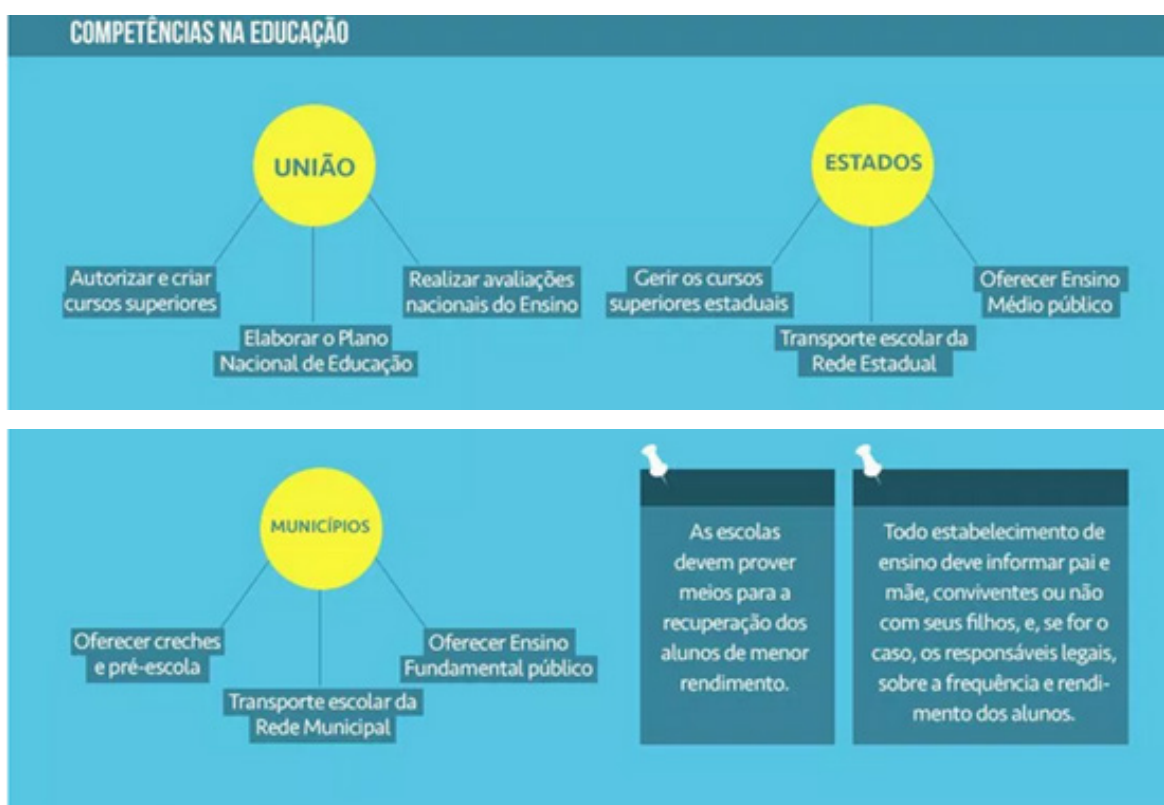 COMPETÊNCIAS NA EDUCAÇÃO
UNIÃO
Autorizar e criar
cursos superiores
Elaborar o Plano
Nacional de Educação
Realizar avaliações
nacionais do Ensino
ESTADOS
Gerir os cursos
superiores estaduais
Transporte escolar da
Rede Estadual
Oferecer Ensino
Médio público
MUNICÍPIOS
Oferecer creches
e pré-escola
Transporte escolar da
Rede Municipal
Oferecer Ensino
Fundamental público
As escolas
devem prover
meios para a
recuperação dos
alunos de menor
rendimento.
Todo estabelecimento de
ensino deve informar pai e
mãe, conviventes ou não
com seus filhos, e, se for o
caso, os responsáveis legais,
sobre a frequência e rendi-
mento dos alunos.